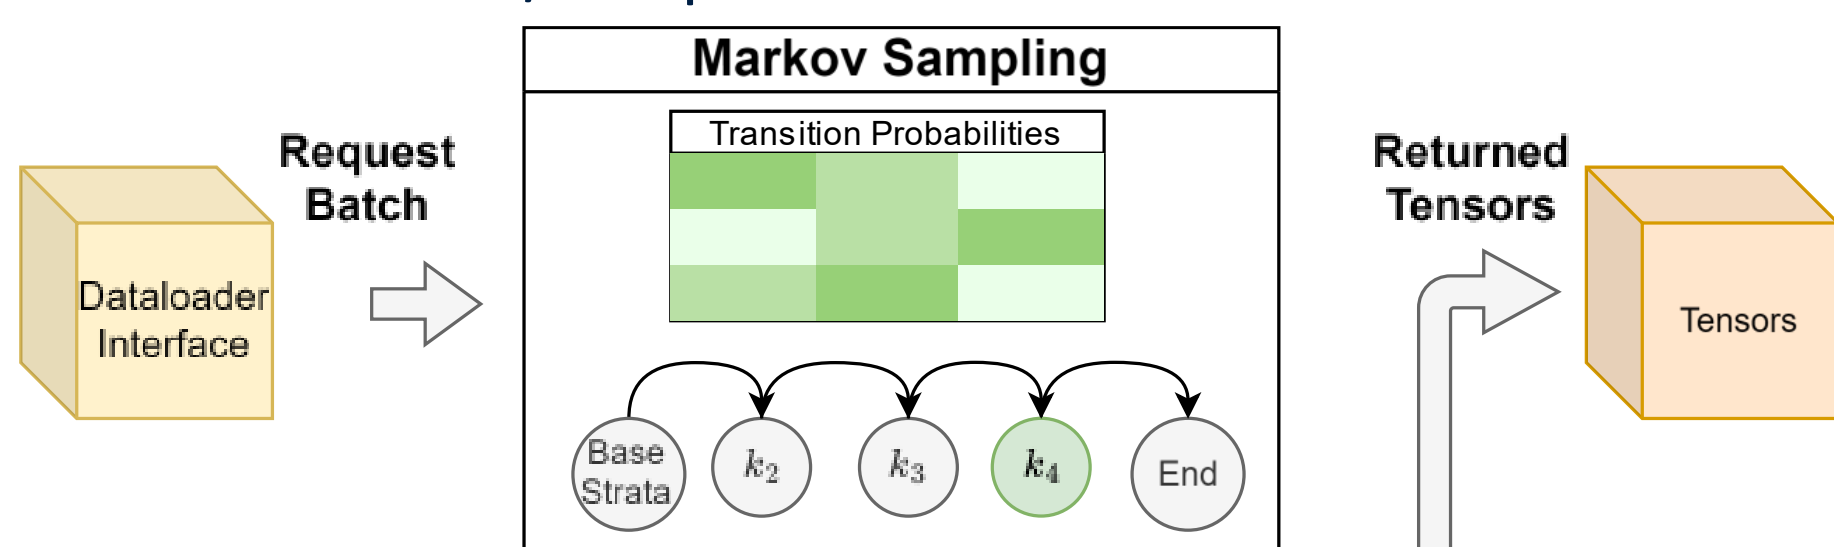 Markov Sampling
Transition Probabilities
Request
Batch
Returned
Tensors
Dataloader
Interface
Tensors
Base
Strata
k₂
k₃
k₄
End